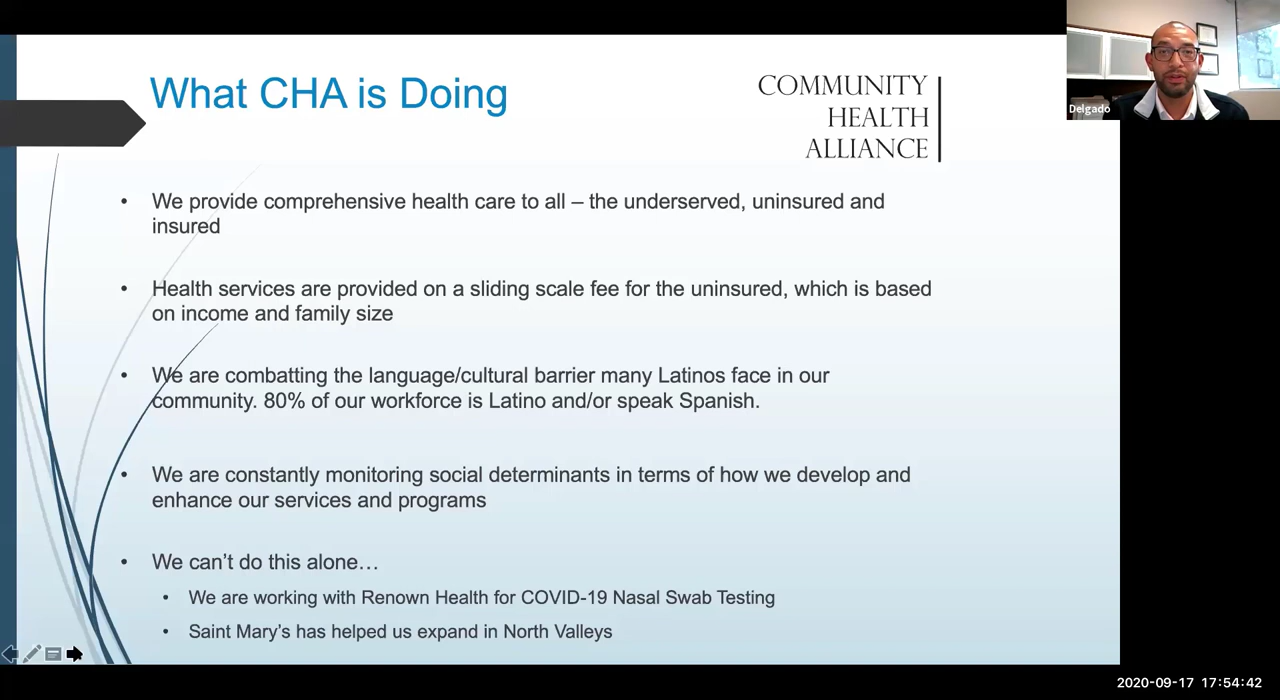 What CHA is Doing
COMMUNITY
HEALTH
ALLIANCE
Delgado
• We provide comprehensive health care to all – the underserved, uninsured and
insured
• Health services are provided on a sliding scale fee for the uninsured, which is based
on income and family size
• We are combatting the language/cultural barrier many Latinos face in our
community. 80% of our workforce is Latino and/or speak Spanish.
• We are constantly monitoring social determinants in terms of how we develop and
enhance our services and programs
• We can’t do this alone…
• We are working with Renown Health for COVID-19 Nasal Swab Testing
• Saint Mary’s has helped us expand in North Valleys
2020-09-17 17:54:42